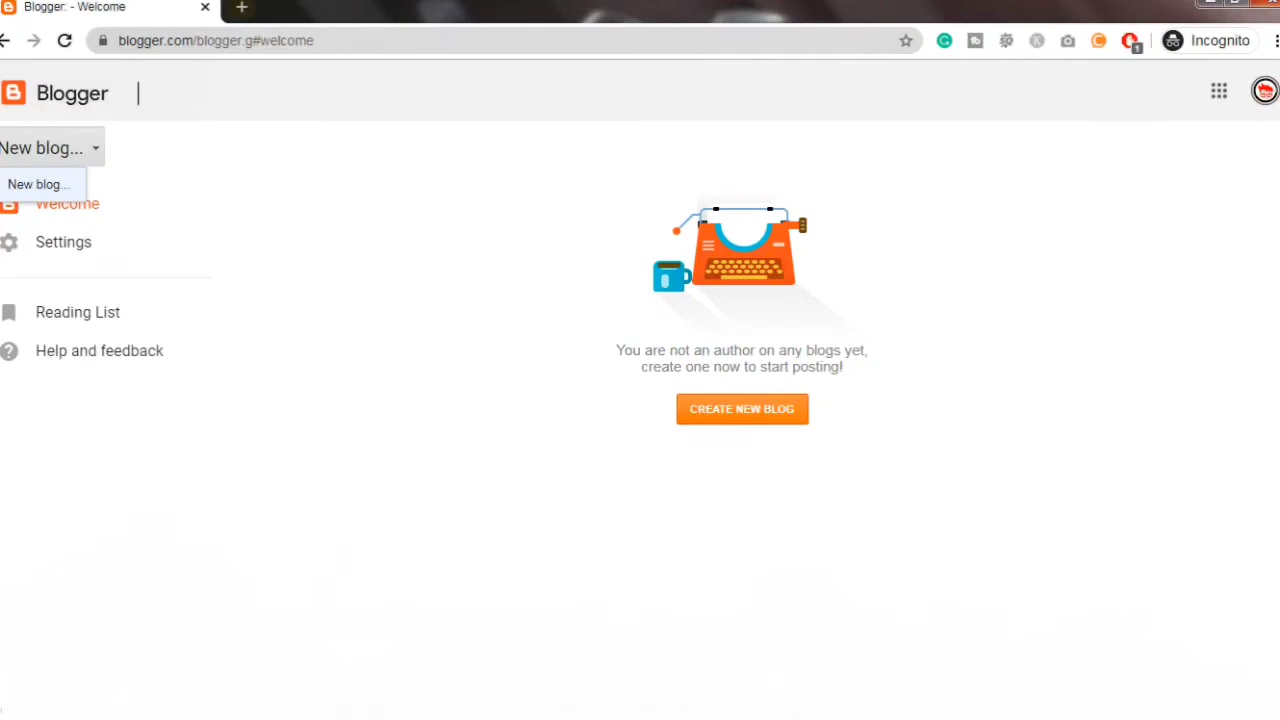 Blogger: - Welcome
blogger.com/blogger.g#welcome
1
Incognito
Blogger
New blog...
New blog...
Welcome
Settings
Reading List
Help and feedback
You are not an author on any blogs yet,
create one now to start posting!
CREATE NEW BLOG